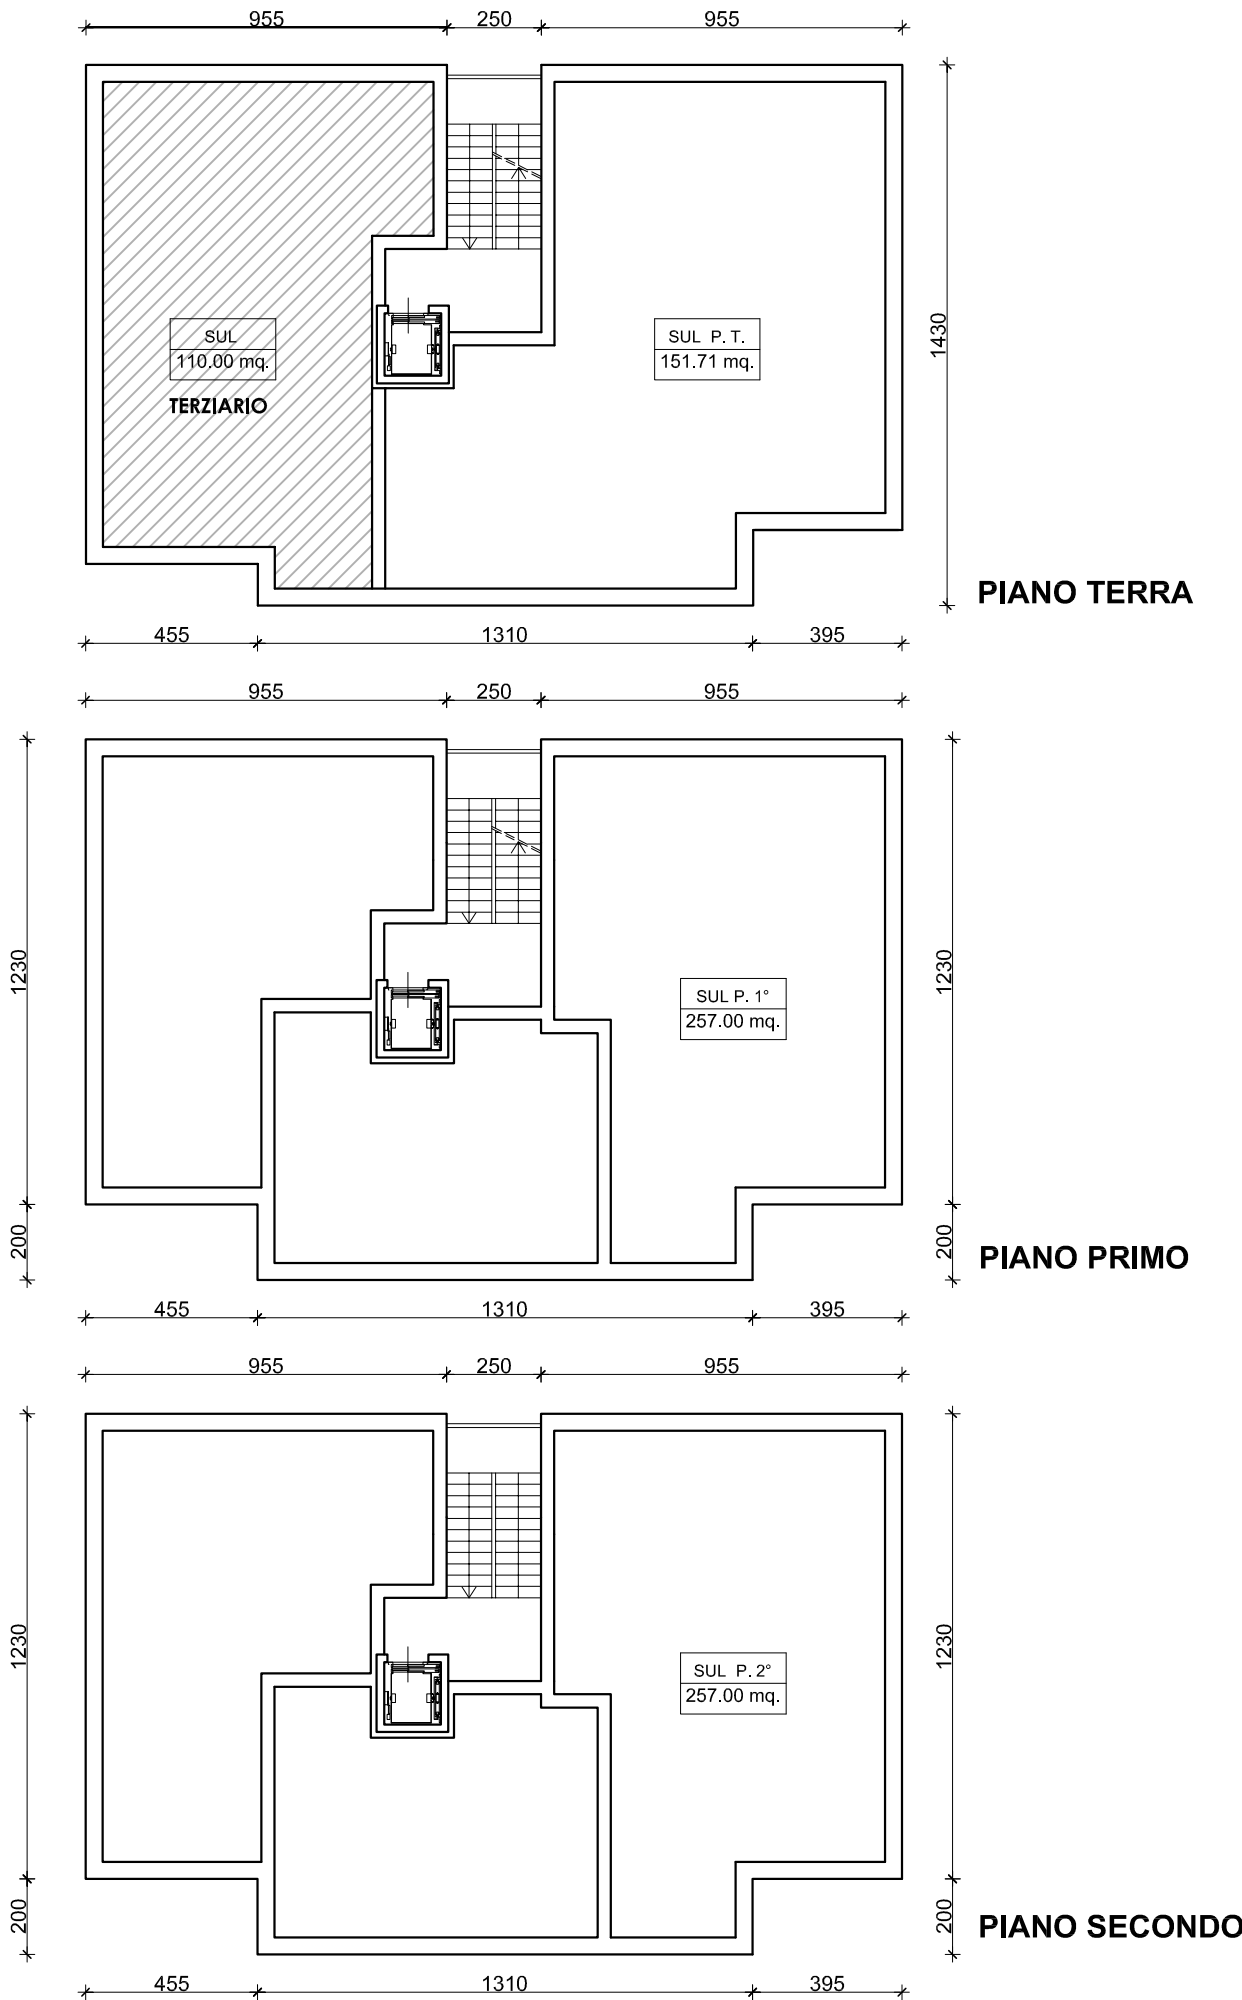 955 250 955
SUL
110.00 mq.
TERZIARIO
SUL P. T.
151.71 mq.
1430
PIANO TERRA
455 1310 395
955 250 955
1230
SUL P. 1°
257.00 mq.
1230
200
200
PIANO PRIMO
455 1310 395
955 250 955
1230
SUL P. 2°
257.00 mq.
1230
200
200
PIANO SECONDO
455 1310 395